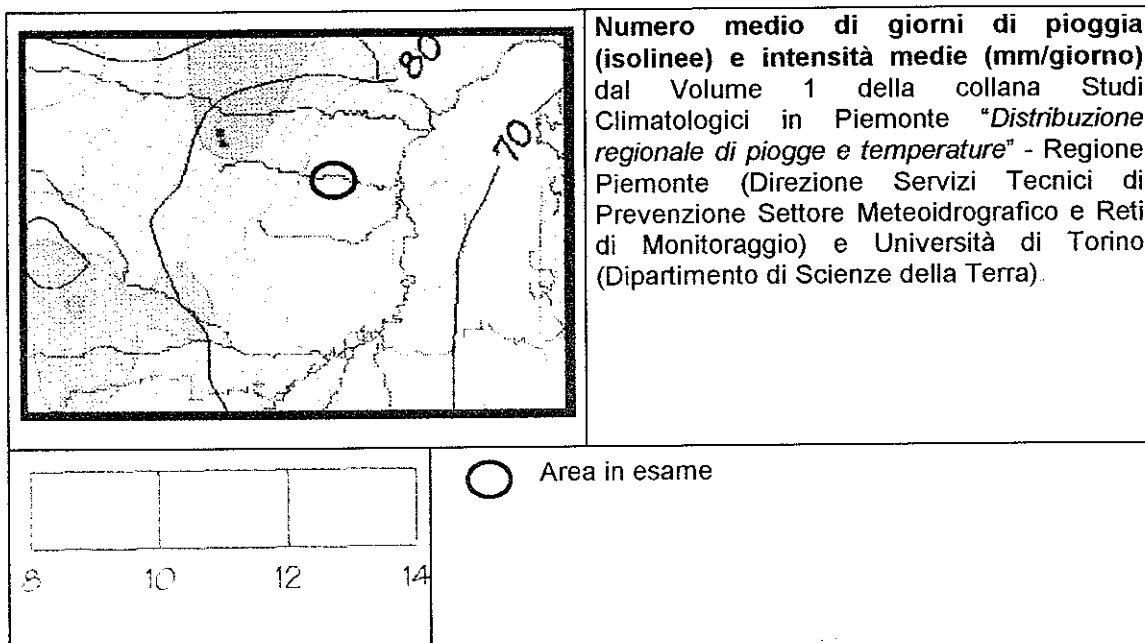 80
70
Numero medio di giorni di pioggia
(isolinee) e intensità medie (mm/giorno)
dal Volume 1 della collana Studi
Climatologici in Piemonte "Distribuzione
regionale di piogge e temperature" - Regione
Piemonte (Direzione Servizi Tecnici di
Prevenzione Settore Meteoidrografico e Reti
di Monitoraggio) e Università di Torino
(Dipartimento di Scienze della Terra).
8 10 12 14
Area in esame